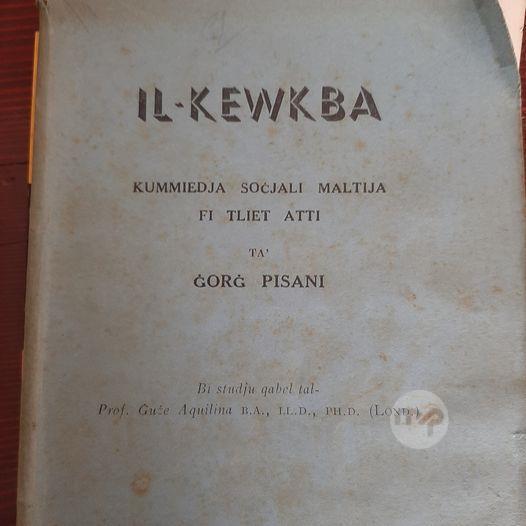 IL-KEWKBA
KUMMIEDJA SOĊJALI MALTIJA
FI TLIET ATTI
TA'
ĠORĠ PISANI
Bi studju qabel tal-
Prof. Ġuże Aquilina B.A., LL.D., PH.D. (LOND.)